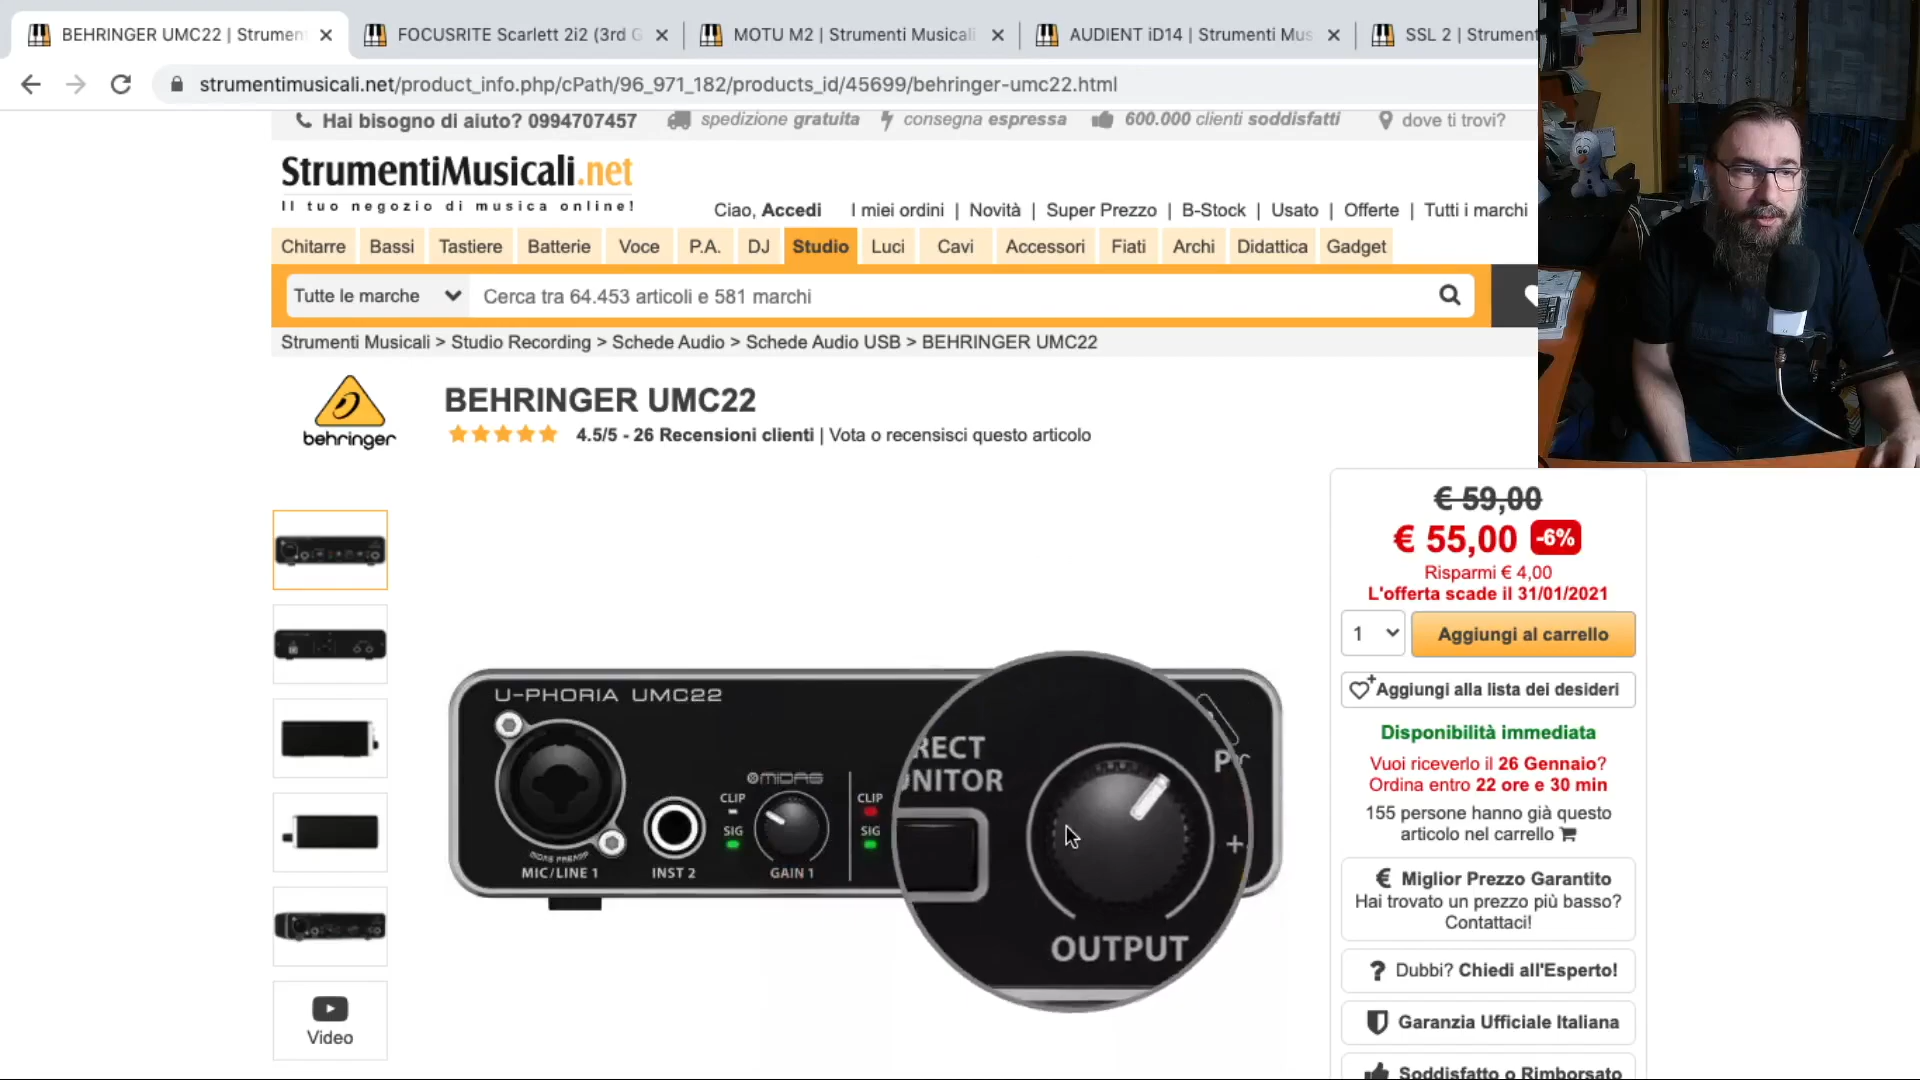 BEHRINGER UMC22 | Strumen
FOCUSRITE Scarlett 2i2 (3rd G
MOTU M2 | Strumenti Musicali
AUDIENT iD14 | Strumenti Mus
SSL 2 | Strument
strumentimusicali.net/product_info.php/cPath/96_971_182/products_id/45699/behringer-umc22.html
Hai bisogno di aiuto? 0994707457
spedizione gratuita
consegna espressa
600.000 clienti soddisfatti
dove ti trovi?
StrumentiMusicali.net
Il tuo negozio di musica online!
Ciao, Accedi
I miei ordini | Novità | Super Prezzo | B-Stock | Usato | Offerte | Tutti i marchi
Chitarre Bassi Tastiere Batterie Voce P.A. DJ Studio Luci Cavi Accessori Fiati Archi Didattica Gadget
Tutte le marche
Cerca tra 64.453 articoli e 581 marchi
Strumenti Musicali > Studio Recording > Schede Audio > Schede Audio USB > BEHRINGER UMC22
behringer
BEHRINGER UMC22
4.5/5 - 26 Recensioni clienti | Vota o recensisci questo articolo
€ 59,00
€ 55,00 -6%
Risparmi € 4,00
L'offerta scade il 31/01/2021
1
Aggiungi al carrello
Aggiungi alla lista dei desideri
Disponibilità immediata
Vuoi riceverlo il 26 Gennaio?
Ordina entro 22 ore e 30 min
155 persone hanno già questo
articolo nel carrello
€ Miglior Prezzo Garantito
Hai trovato un prezzo più basso?
Contattaci!
? Dubbi? Chiedi all'Esperto!
Garanzia Ufficiale Italiana
Soddisfatto o Rimborsato
Video
U-PHORIA UMC22
MIDAS
CLIP
SIG
CLIP
SIG
MIDAS PREAMP
MIC/LINE 1
INST 2
GAIN 1
RECT
ONITOR
OUTPUT